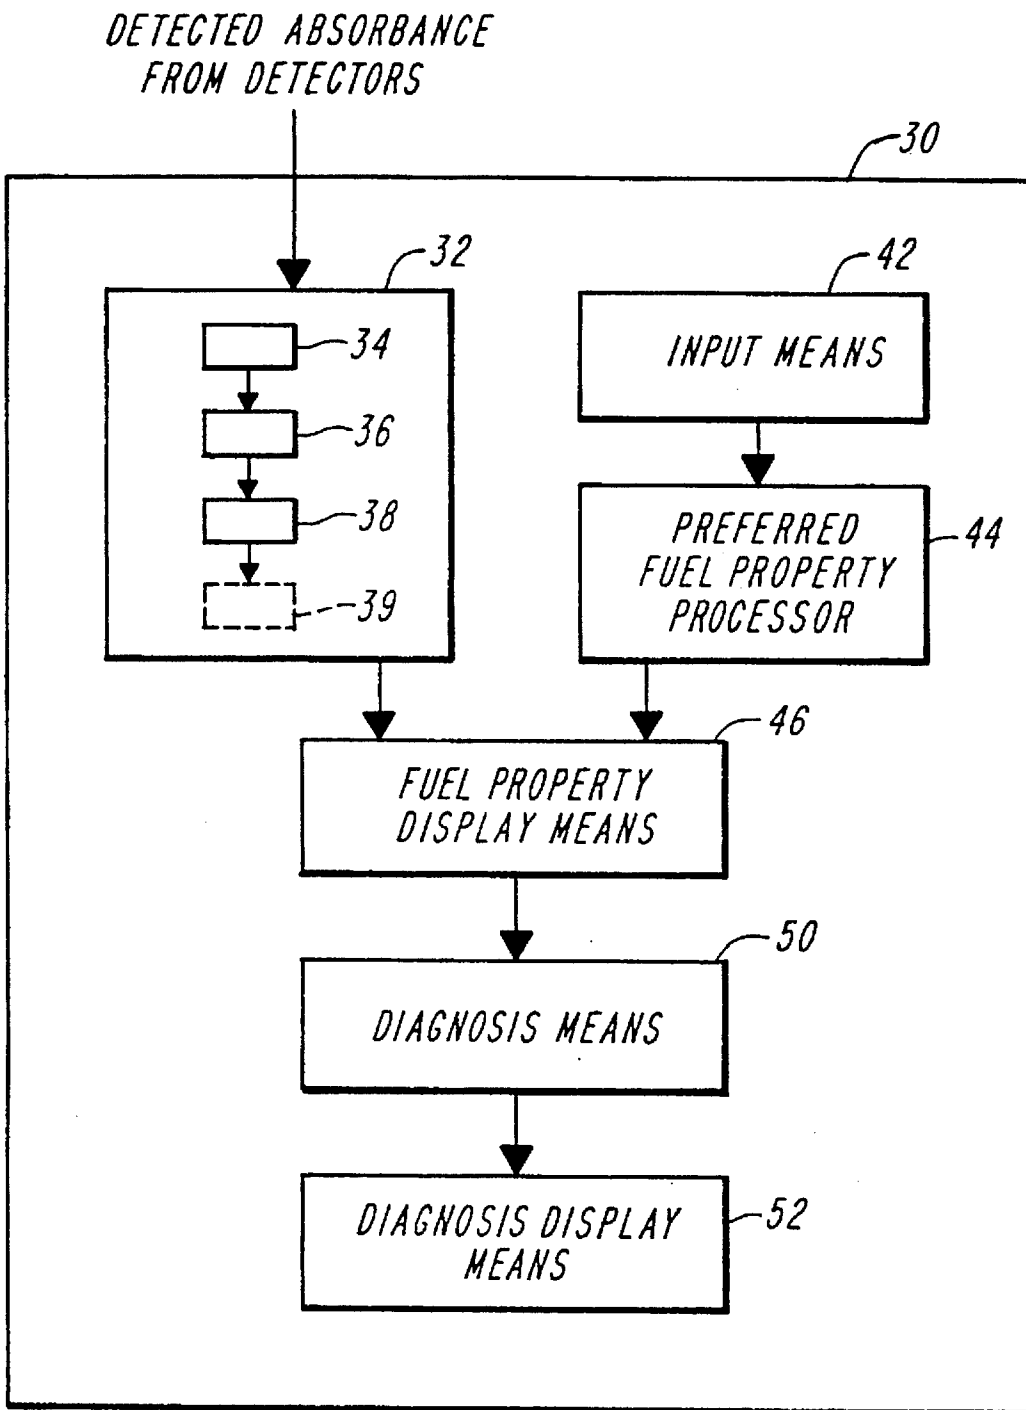 DETECTED ABSORBANCE
FROM DETECTORS
30
32
42
34
INPUT MEANS
36
38
PREFERRED
FUEL PROPERTY
PROCESSOR
44
39
46
FUEL PROPERTY
DISPLAY MEANS
50
DIAGNOSIS MEANS
DIAGNOSIS DISPLAY
MEANS
52